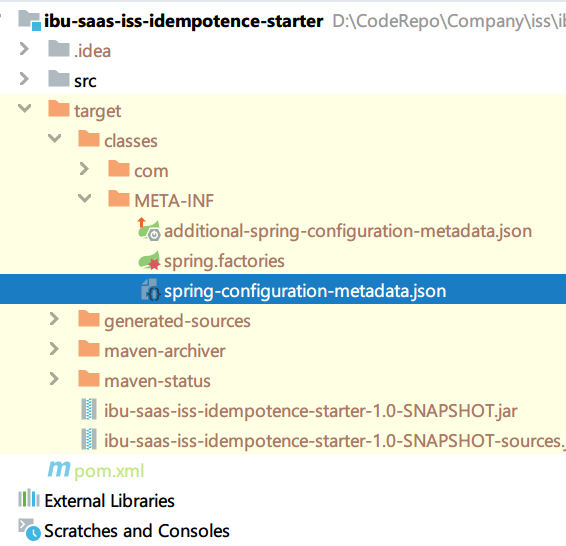 ibu-saas-iss-idempotence-starter D:\CodeRepo\Company\iss\ib
.idea
src
target
classes
com
META-INF
additional-spring-configuration-metadata.json
spring.factories
spring-configuration-metadata.json
generated-sources
maven-archiver
maven-status
ibu-saas-iss-idempotence-starter-1.0-SNAPSHOT.jar
ibu-saas-iss-idempotence-starter-1.0-SNAPSHOT-sources.j
pom.xml
External Libraries
Scratches and Consoles